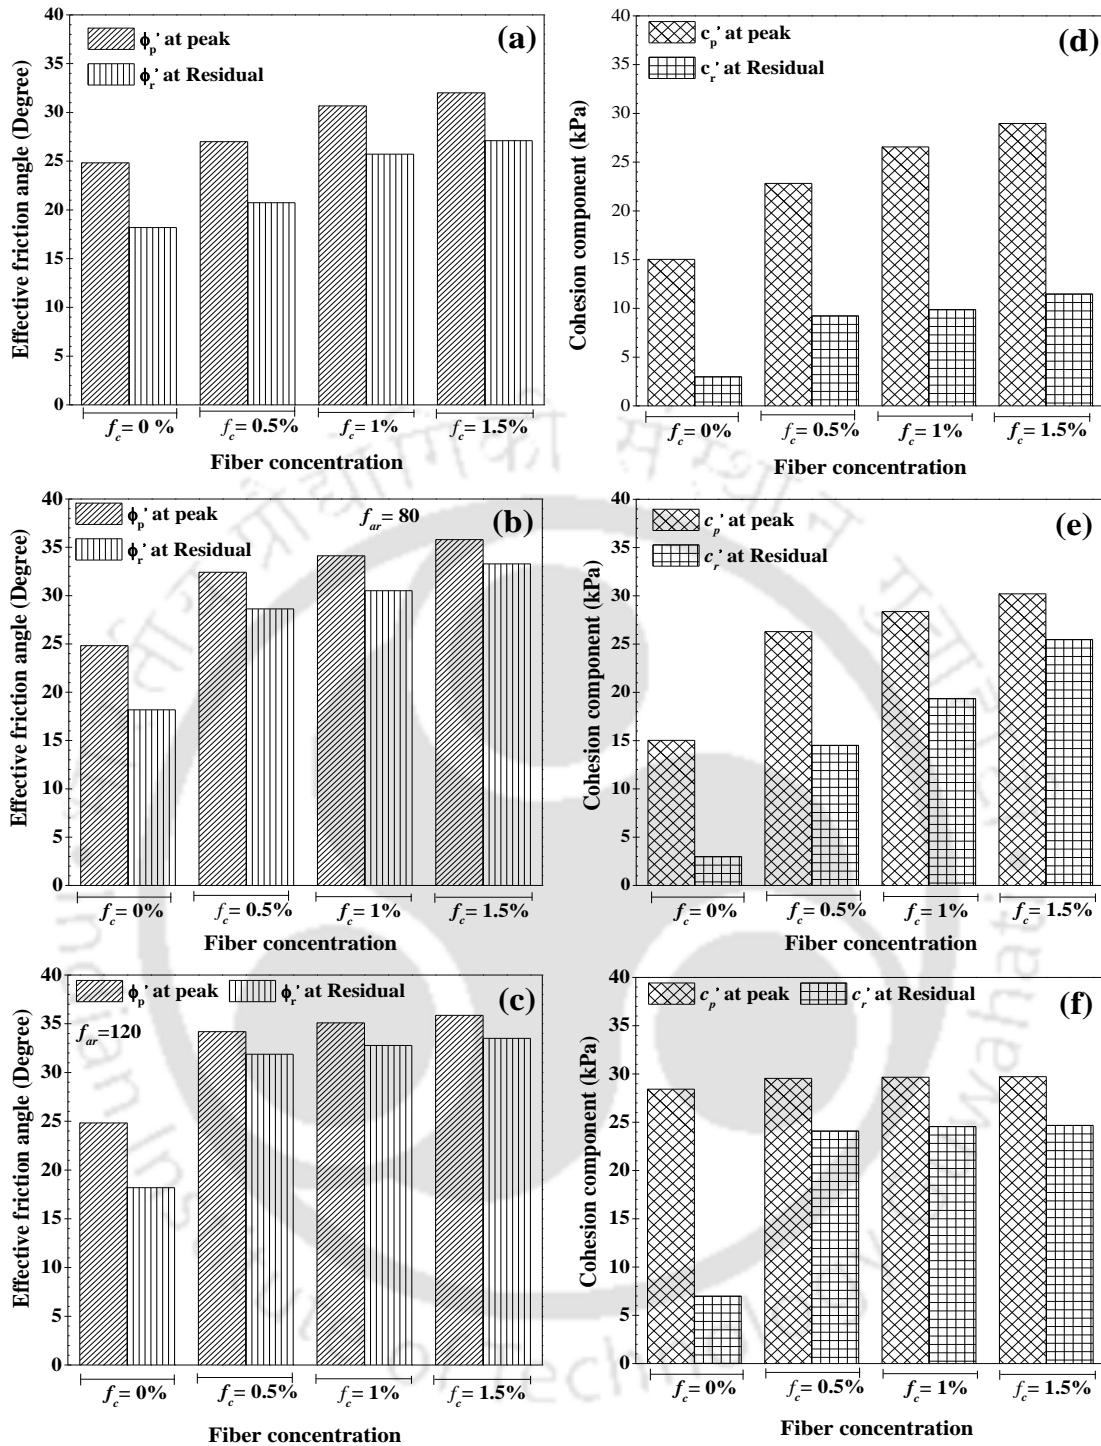 (a)
ϕp' at peak
ϕr' at Residual
Effective friction angle (Degree)
40
35
30
25
20
15
10
5
0
fc= 0 %
fc= 0.5%
fc= 1%
fc= 1.5%
Fiber concentration
(d)
cp' at peak
cr' at Residual
Cohesion component (kPa)
40
35
30
25
20
15
10
5
0
fc= 0%
fc= 0.5%
fc= 1%
fc= 1.5%
Fiber concentration
(b)
ϕp' at peak
ϕr' at Residual
far= 80
Effective friction angle (Degree)
40
35
30
25
20
15
10
5
0
fc= 0%
fc= 0.5%
fc= 1%
fc= 1.5%
Fiber concentration
(e)
cp' at peak
cr' at Residual
Cohesion component (kPa)
40
35
30
25
20
15
10
5
0
fc= 0%
fc= 0.5%
fc= 1%
fc= 1.5%
Fiber concentration
(c)
ϕp' at peak
ϕr' at Residual
far=120
Effective friction angle (Degree)
40
35
30
25
20
15
10
5
0
fc= 0%
fc= 0.5%
fc= 1%
fc= 1.5%
Fiber concentration
(f)
cp' at peak
cr' at Residual
Cohesion component (kPa)
40
35
30
25
20
15
10
5
0
fc= 0%
fc= 0.5%
fc= 1%
fc= 1.5%
Fiber concentration
Indian Institute of Technology